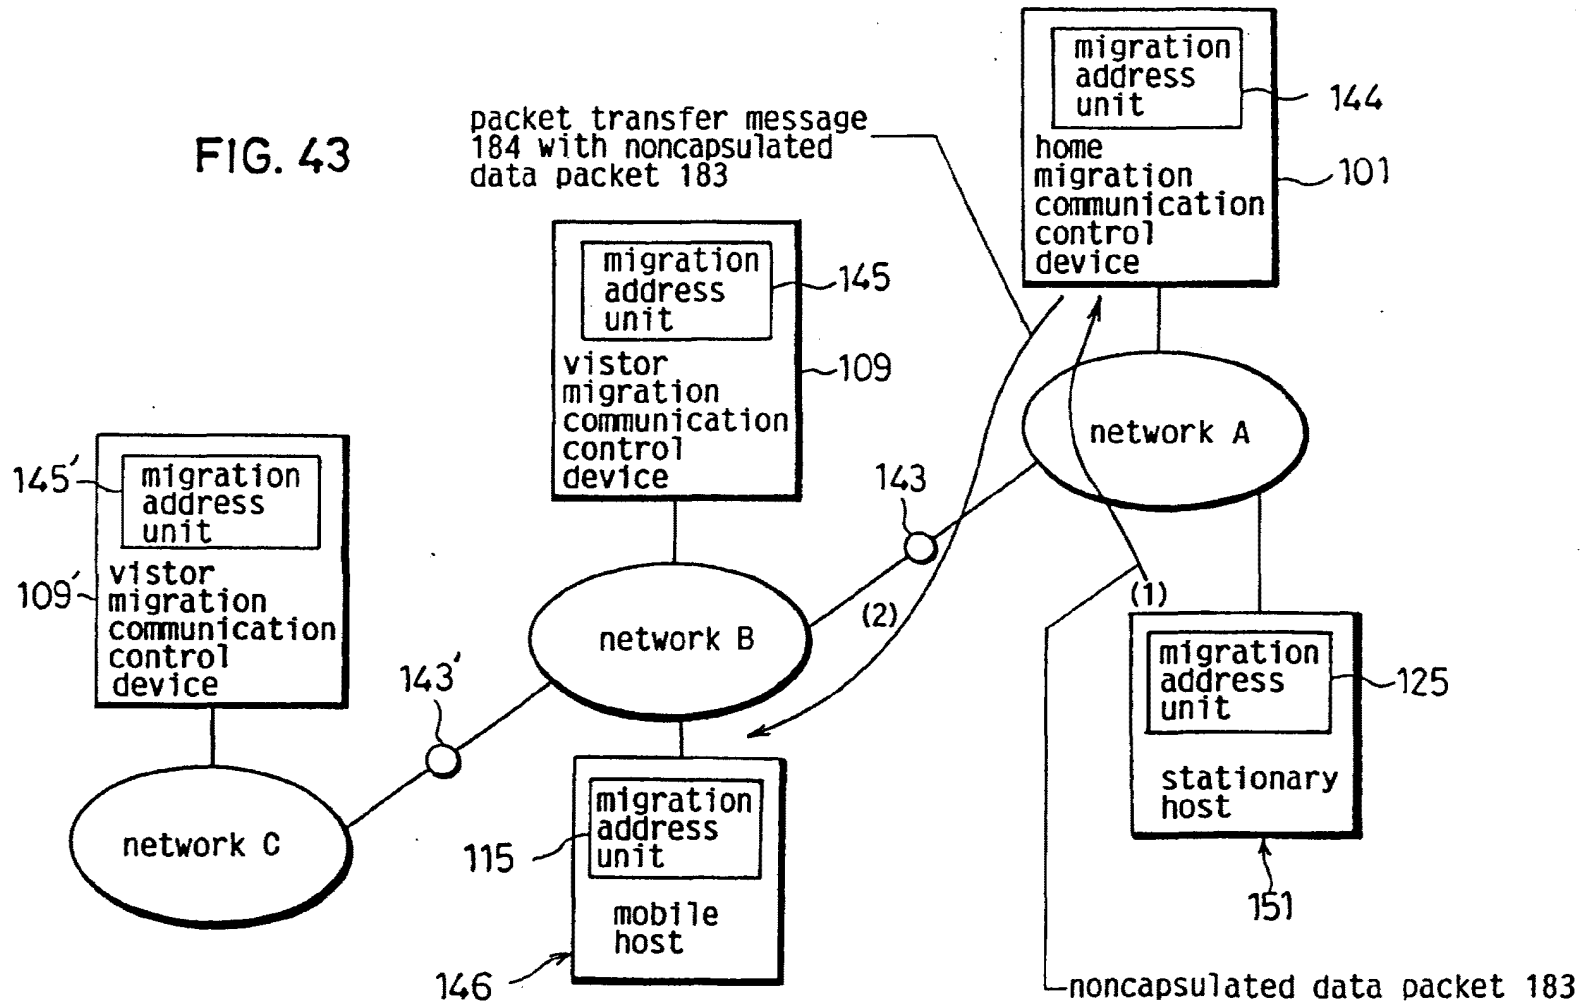 FIG. 43
packet transfer message
184 with noncapsulated
data packet 183
migration
address
unit
144
home
migration
communication
control
device
101
migration
address
unit
145
vistor
migration
communication
control
device
109
145'
migration
address
unit
109'
vistor
migration
communication
control
device
143
network A
(1)
(2)
network B
143'
network C
migration
address
unit
125
stationary
host
151
115
migration
address
unit
mobile
host
146
noncapsulated data packet 183